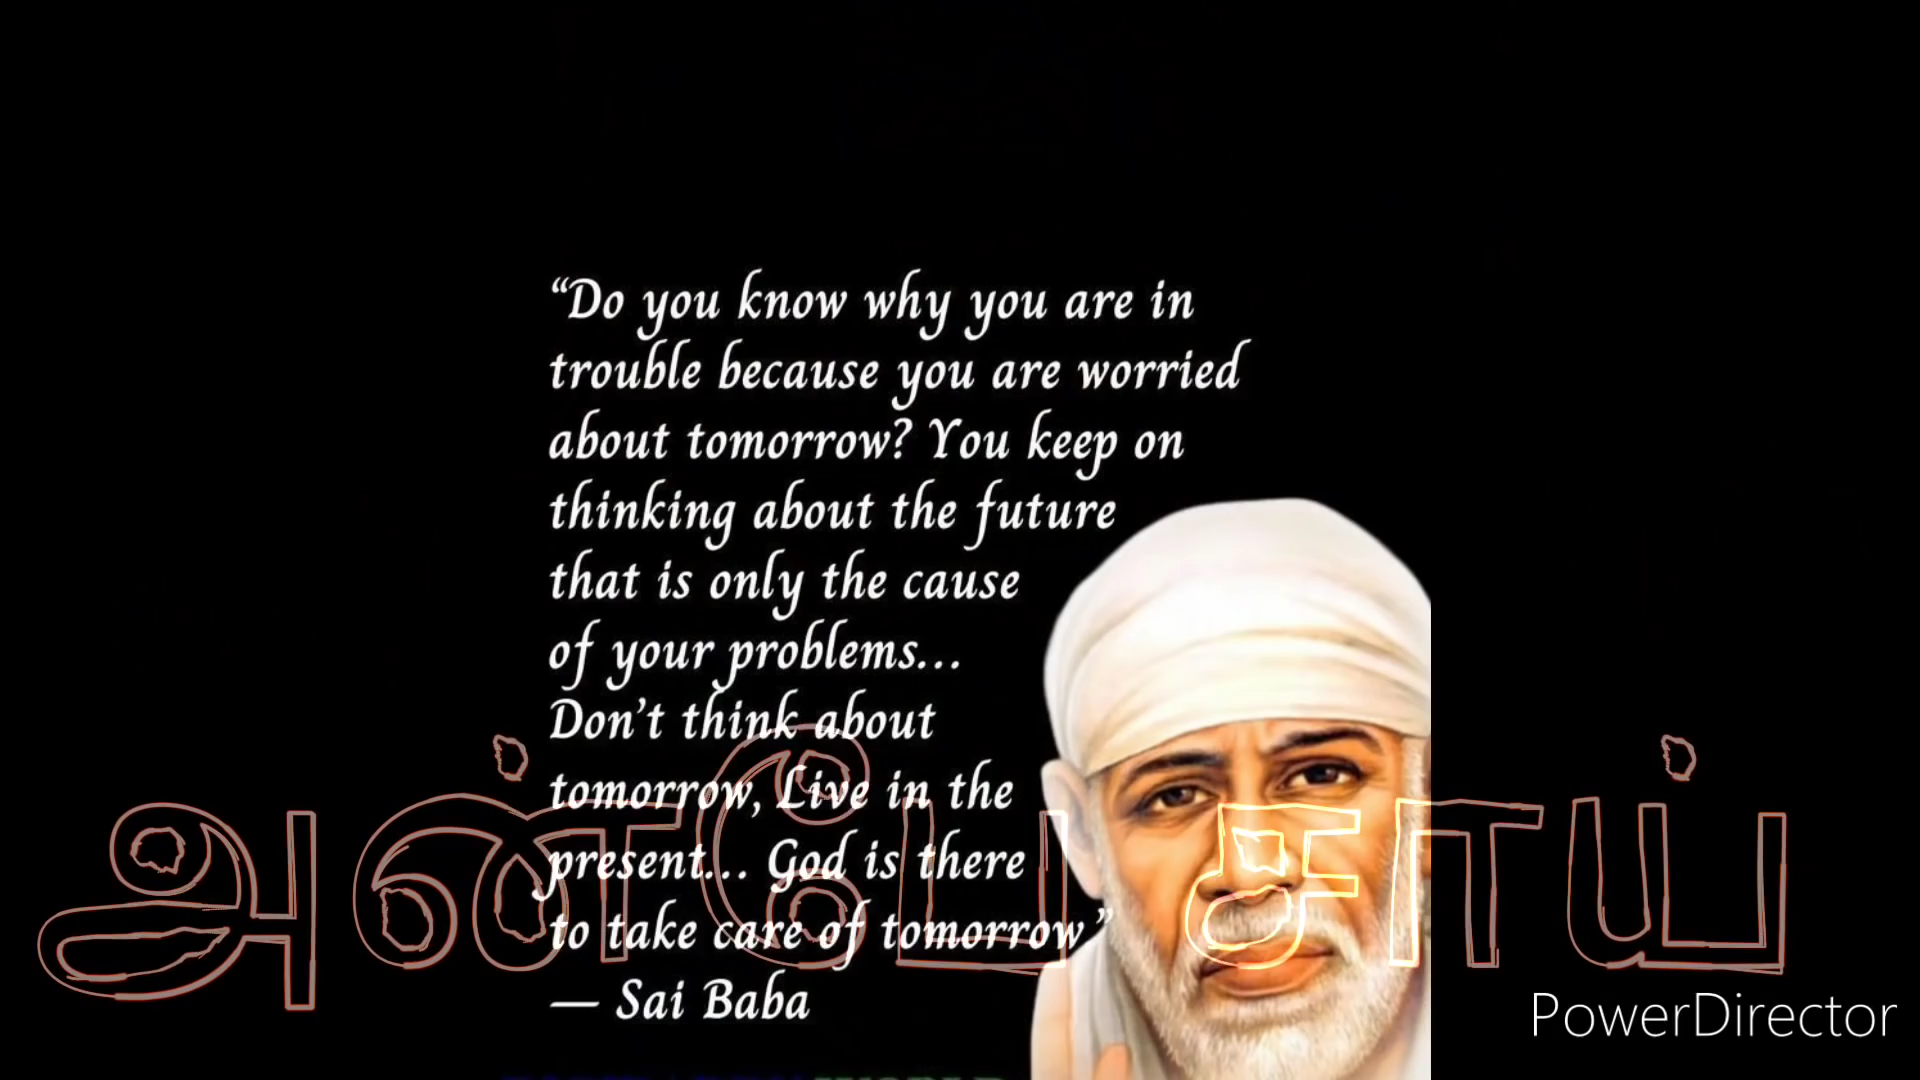 “Do you know why you are in
trouble because you are worried
about tomorrow? You keep on
thinking about the future
that is only the cause
of your problems...
Don't think about
tomorrow, Live in the
present... God is there
to take care of tomorrow”
— Sai Baba
அன்பே சாய்
PowerDirector